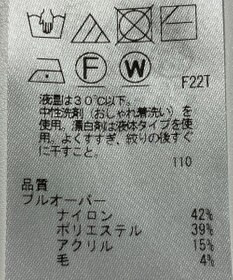 F W
F22T
液温は30℃以下。
中性洗剤(おしゃれ着洗い)を
使用。漂白剤は液体タイプを使
用。よくすすぎ、絞りの後すぐ
に干すこと。
110
品質
プルオーバー
ナイロン 42%
ポリエステル 39%
アクリル 15%
毛 4%